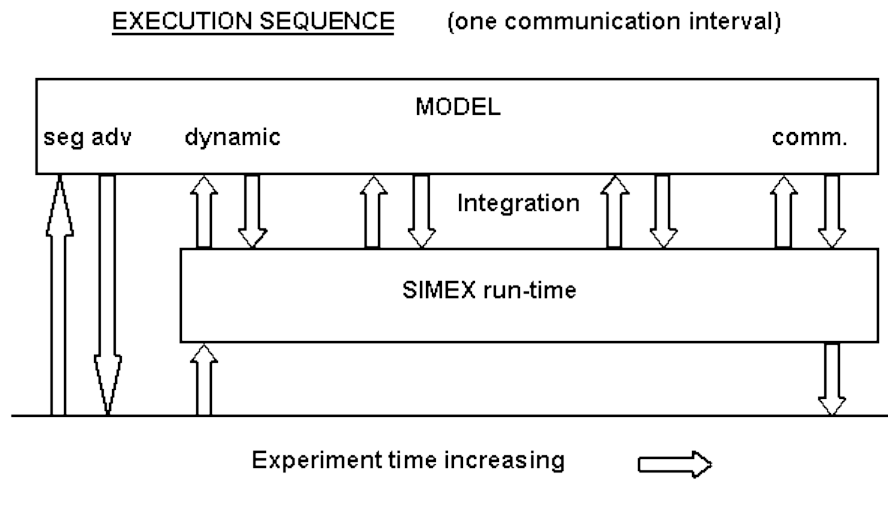 EXECUTION SEQUENCE (one communication interval)
MODEL
seg adv dynamic comm.
Integration
SIMEX run-time
Experiment time increasing